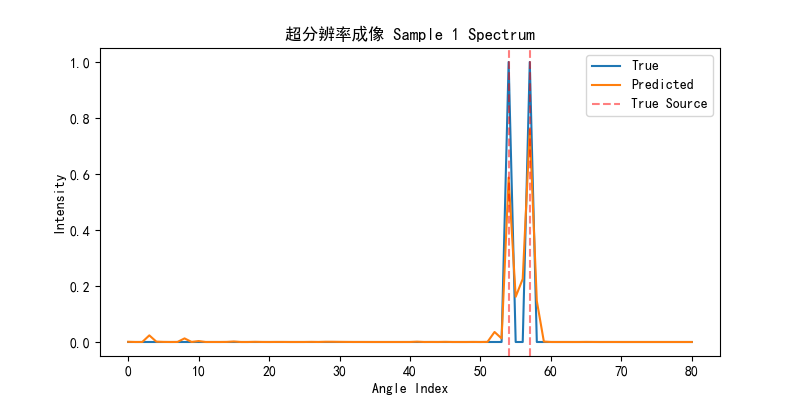 超分辨率成像 Sample 1 Spectrum
True
Predicted
True Source
Intensity
1.0
0.8
0.6
0.4
0.2
0.0
0 10 20 30 40 50 60 70 80
Angle Index